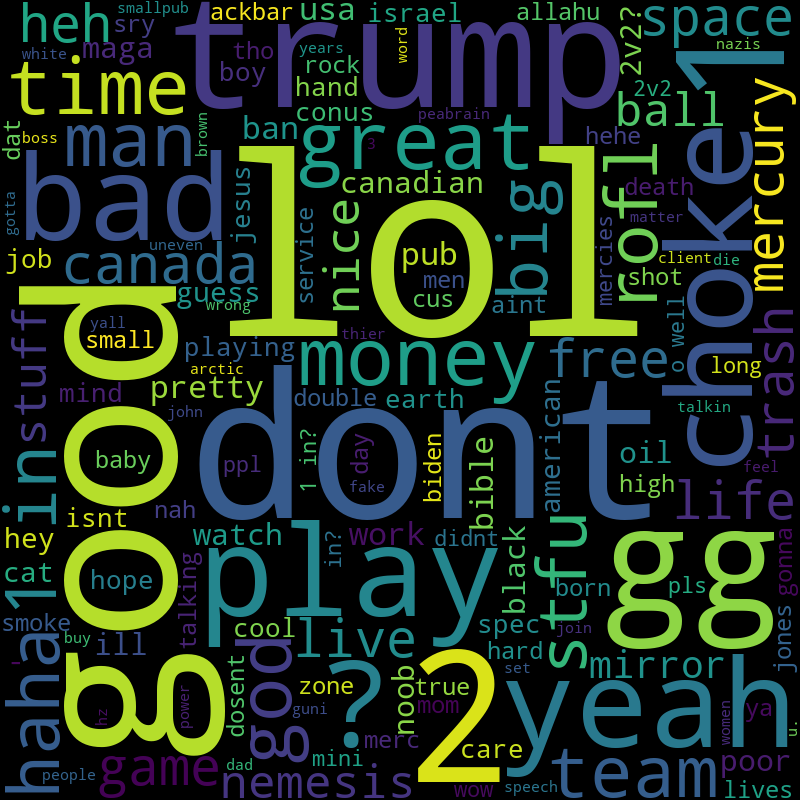 smallpub
heh
sry
ackbar
usa
israel
allahu
space
trump
2v2?
white
maga
tho
rock
word
nazis
time
boy
hand
2v2
1
dat
boss
man
brown
ban
conus
peabrain
ball
hehe
mercury
great
3
bad
lol
rofl
choke
jesus
canadian
nice
big
death
gotta
uneven
canada
service
pub
mercies
matter
client
die
job
guess
men
shot
cus
aint
wrong
o well
good
stuff
yall
small
playing
thier
money
free
long
trash
arctic
mind
pretty
double
earth
john
dont
american
talkin
in
1 in?
day
biden
bible
oil
baby
ppl
fake
high
feel
life
isnt
nah
hey
watch
work
didnt
black
stfu
gg
1
cat
hope
talking
play
in?
born
pls
gonna
smoke
haha
ill
cool
live
spec
join
jones
buy
god
?
hard
mirror
dosent
zone
2
noob
true
mom
set
yeah
ya
-
hz
power
guni
women
u.
people
game
dad
mini
merc
care
team
poor
nemesis
wow
speech
lives
years